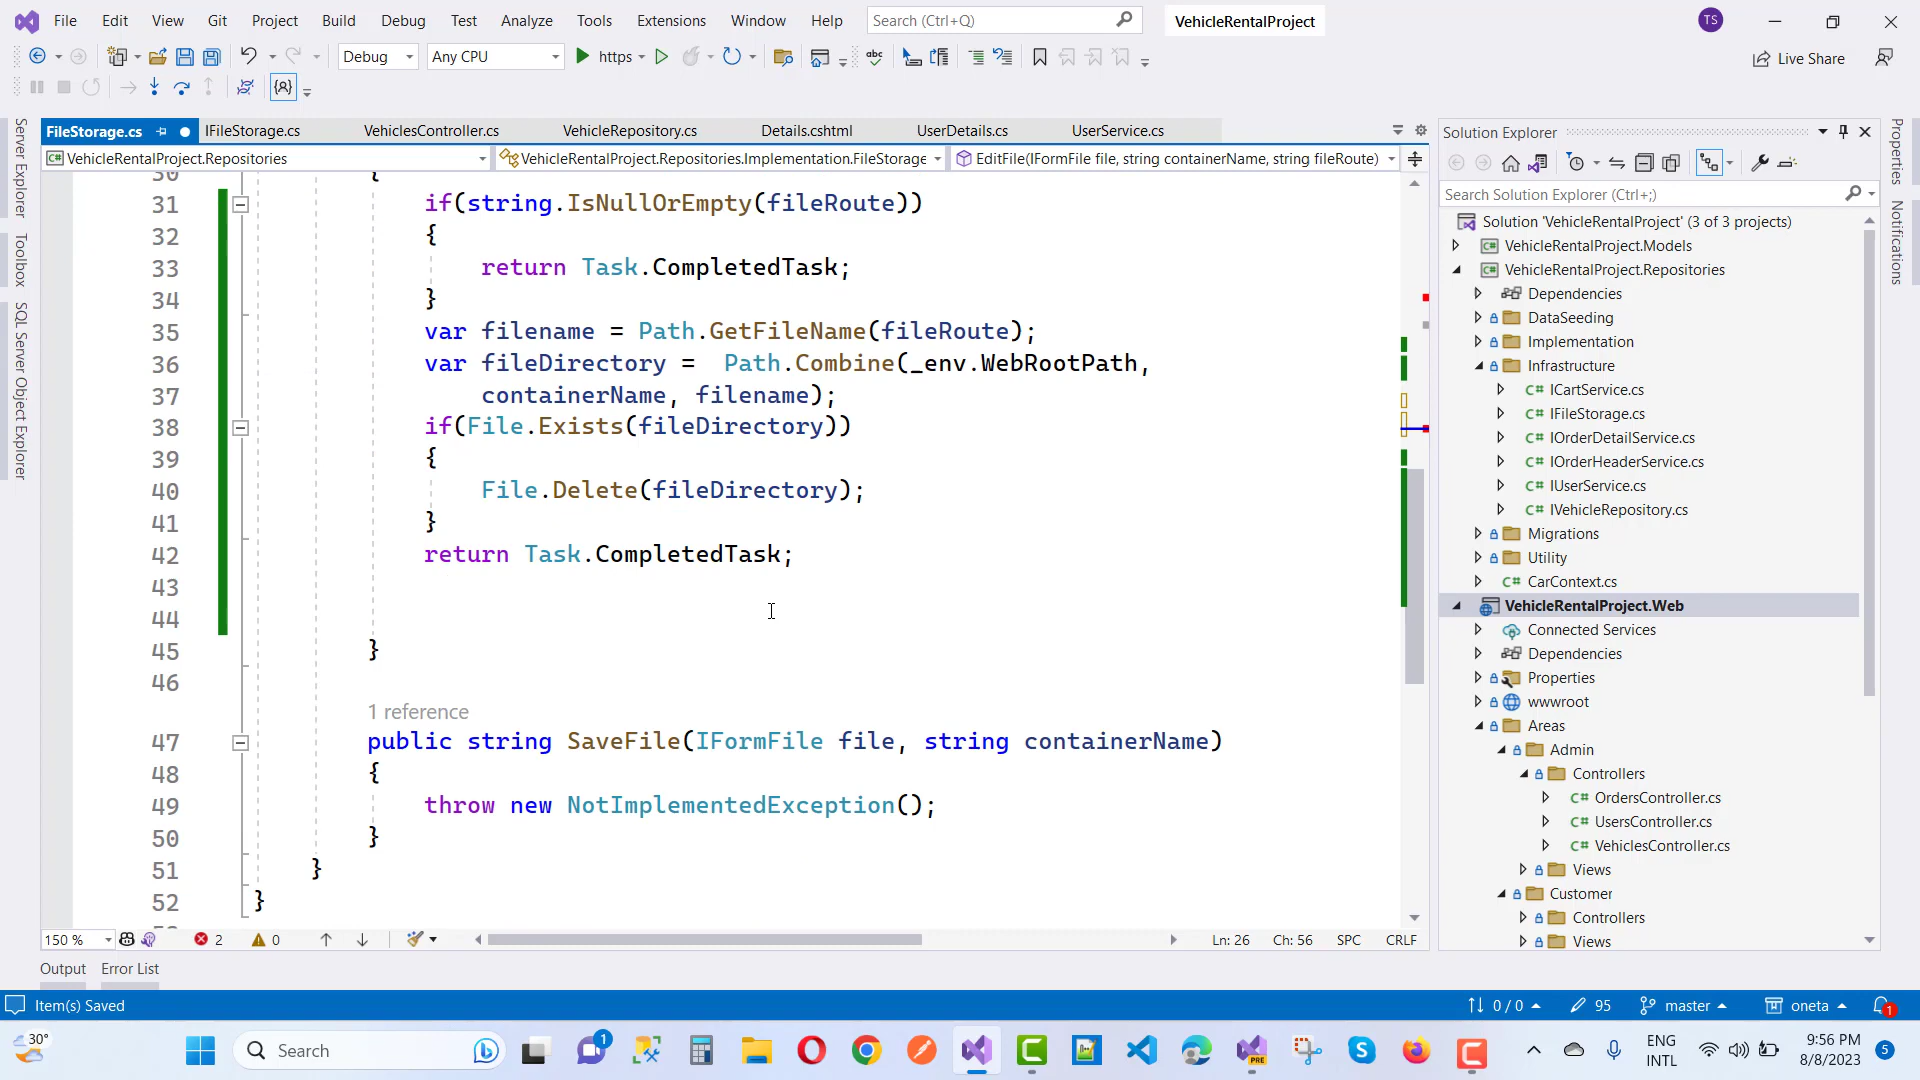 File Edit View Git Project Build Debug Test Analyze Tools Extensions Window Help Search (Ctrl+Q) VehicleRentalProject TS
Debug Any CPU https Live Share
FileStorage.cs IFileStorage.cs VehiclesController.cs VehicleRepository.cs Details.cshtml UserDetails.cs UserService.cs
VehicleRentalProject.Repositories VehicleRentalProject.Repositories.Implementation.FileStorage EditFile(IFormFile file, string containerName, string fileRoute)
Server Explorer
Toolbox
SQL Server Object Explorer
30 {
31 if(string.IsNullOrEmpty(fileRoute))
32 {
33 return Task.CompletedTask;
34 }
35 var filename = Path.GetFileName(fileRoute);
36 var fileDirectory = Path.Combine(_env.WebRootPath,
37 containerName, filename);
38 if(File.Exists(fileDirectory))
39 {
40 File.Delete(fileDirectory);
41 }
42 return Task.CompletedTask;
43
44
45 }
46
1 reference
47 public string SaveFile(IFormFile file, string containerName)
48 {
49 throw new NotImplementedException();
50 }
51 }
52 }
150 % 2 0 Ln: 26 Ch: 56 SPC CRLF
Output Error List
Solution Explorer
Search Solution Explorer (Ctrl+;)
Solution 'VehicleRentalProject' (3 of 3 projects)
C# VehicleRentalProject.Models
C# VehicleRentalProject.Repositories
Dependencies
DataSeeding
Implementation
Infrastructure
C# ICartService.cs
C# IFileStorage.cs
C# IOrderDetailService.cs
C# IOrderHeaderService.cs
C# IUserService.cs
C# IVehicleRepository.cs
Migrations
Utility
C# CarContext.cs
VehicleRentalProject.Web
Connected Services
Dependencies
Properties
wwwroot
Areas
Admin
Controllers
C# OrdersController.cs
C# UsersController.cs
C# VehiclesController.cs
Views
Customer
Controllers
Views
Properties
Notifications
Item(s) Saved 0 / 0 95 master oneta 1
30° Search 1 PRE ENG INTL 9:56 PM 8/8/2023 5